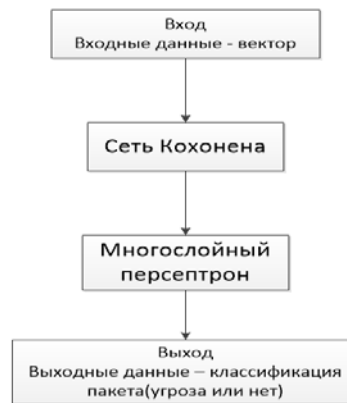 Вход
Входные данные - вектор
Сеть Кохонена
Многослойный
персептрон
Выход
Выходные данные – классификация
пакета(угроза или нет)